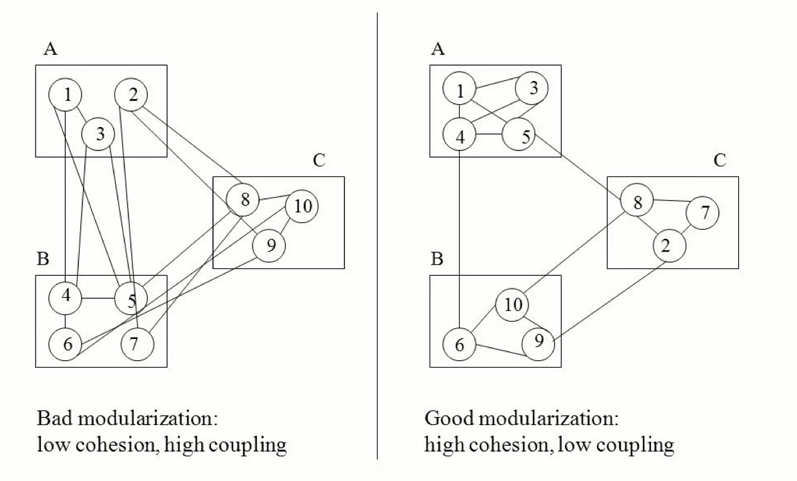 A
1
2
3
C
8
10
9
B
4
5
6
7
Bad modularization:
low cohesion, high coupling
A
1
3
4
5
C
8
7
2
B
10
6
9
Good modularization:
high cohesion, low coupling